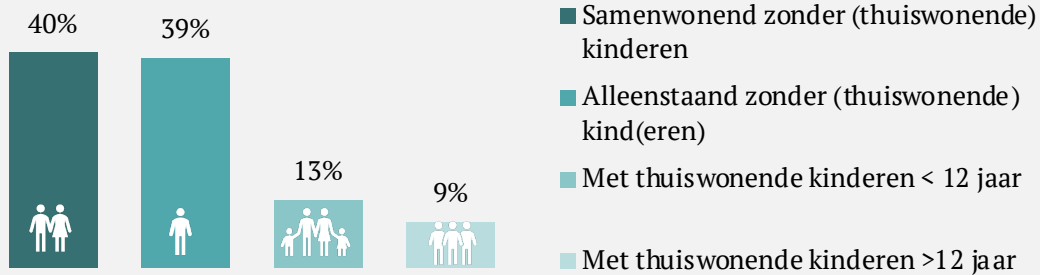 40%
39%
13%
9%
Samenwonend zonder (thuiswonende)
kinderen
Alleenstaand zonder (thuiswonende)
kind(eren)
Met thuiswonende kinderen < 12 jaar
Met thuiswonende kinderen >12 jaar